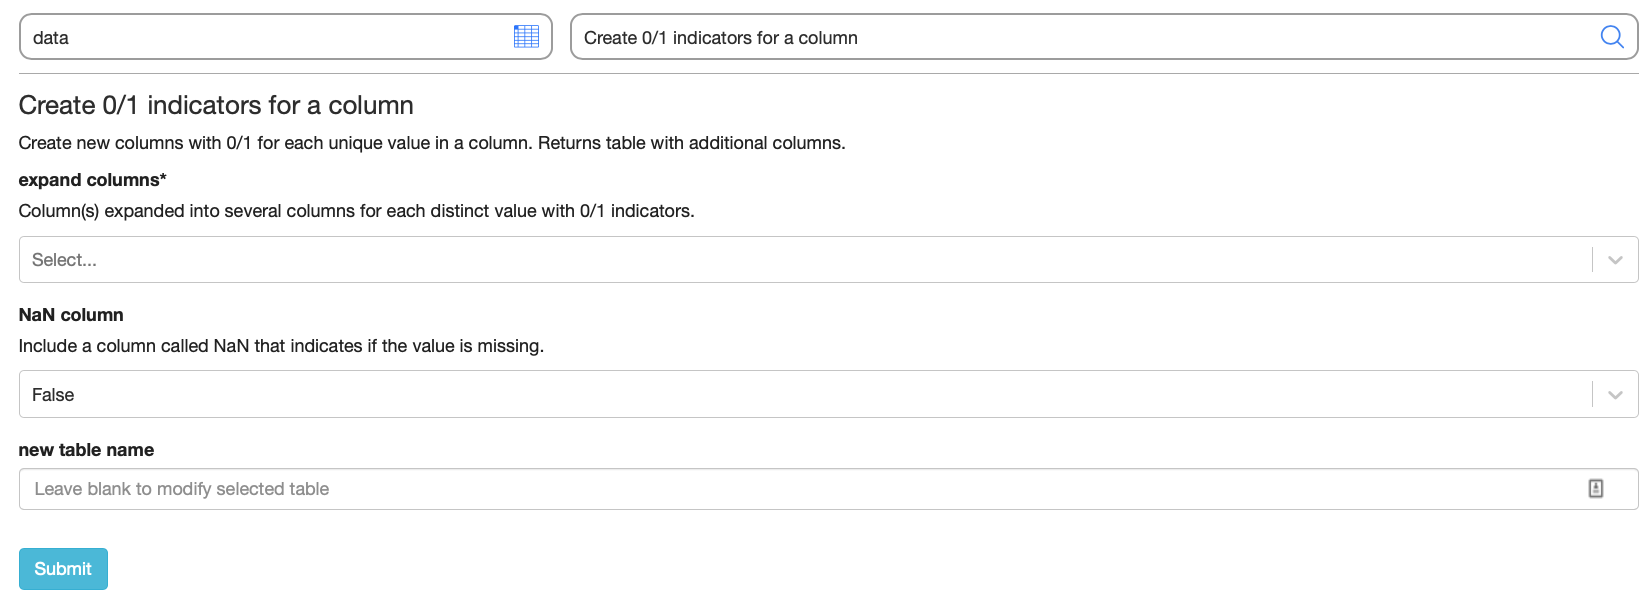 data
Create 0/1 indicators for a column
Create 0/1 indicators for a column
Create new columns with 0/1 for each unique value in a column. Returns table with additional columns.
expand columns*
Column(s) expanded into several columns for each distinct value with 0/1 indicators.
Select...
NaN column
Include a column called NaN that indicates if the value is missing.
False
new table name
Leave blank to modify selected table
Submit